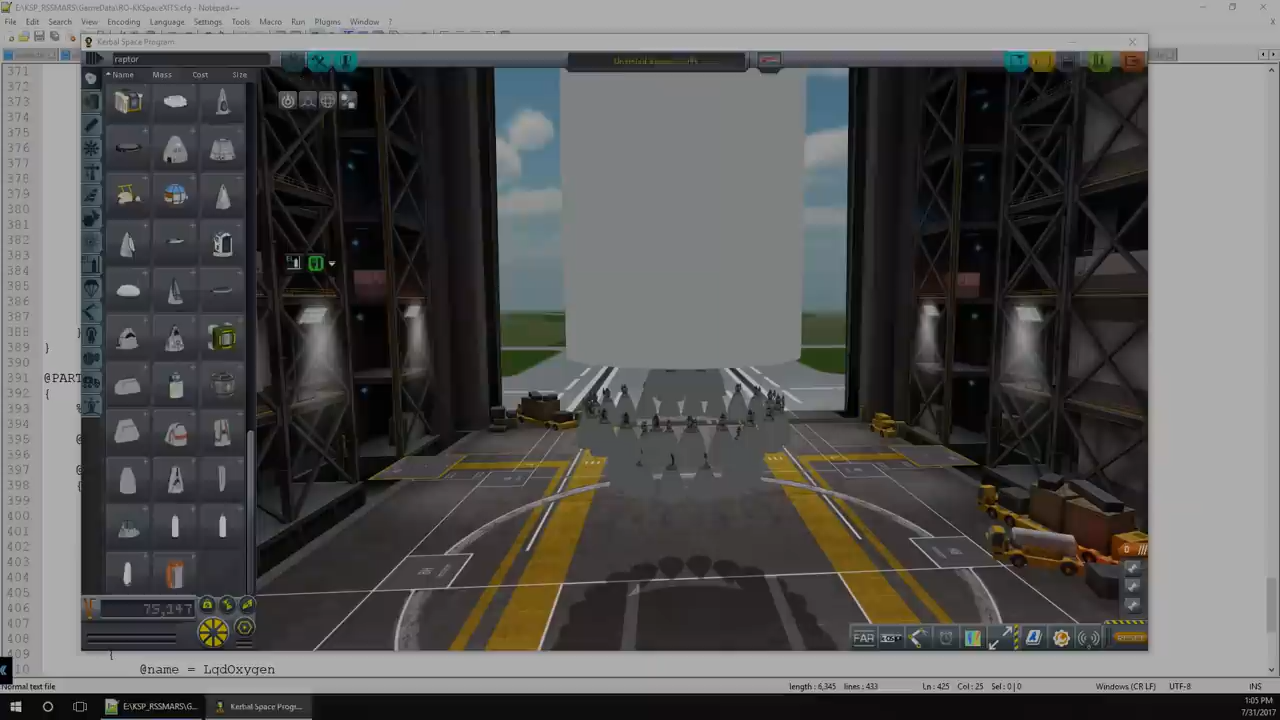 E:\KSP_RSSMARS\GameData\RO-KKSpaceXITS.cfg - Notepad++
File Edit Search View Encoding Language Settings Tools Macro Run Plugins Window ?
Kerbal Space Program
raptor
Name Mass Cost Size
371
372
373
374
375
376
377
378
379
380
381
382
383
384
385
386
387
388 }
389 }
390
391 @PART
392 {
393
394
395 @
396
397 @
398 {
399
400
401
402
403
404
405
406
407
408
409 {
10 @name = LqdOxygen
75,147
FAR
RESET
Normal text file
length : 6,345 lines : 433
Ln : 425 Col : 25 Sel : 0 | 0
Windows (CR LF)
UTF-8
INS
E:\KSP_RSSMARS\G...
Kerbal Space Progr...
1:05 PM
7/31/2017